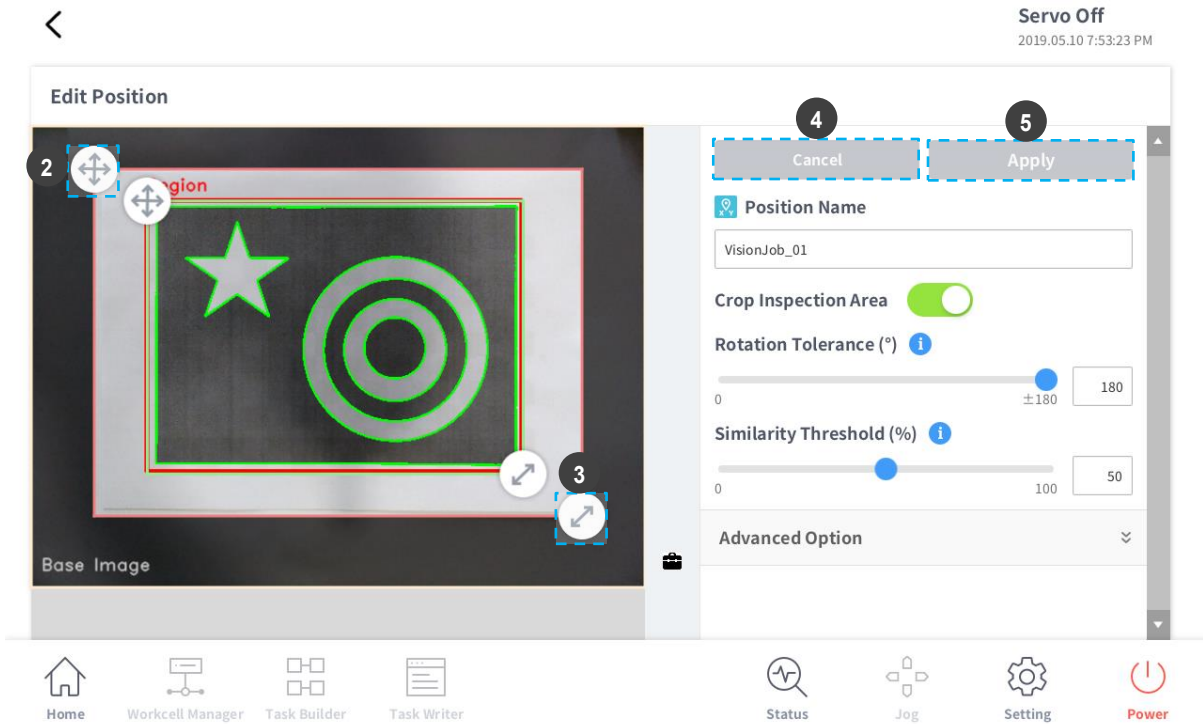 Servo Off
2019.05.10 7:53:23 PM
Edit Position
2
3
4
5
Region
Base Image
Cancel
Apply
X Y
Position Name
VisionJob_01
Crop Inspection Area
Rotation Tolerance (°) i
0
±180
180
Similarity Threshold (%) i
0
100
50
Advanced Option
Home
Workcell Manager
Task Builder
Task Writer
Status
Jog
Setting
Power